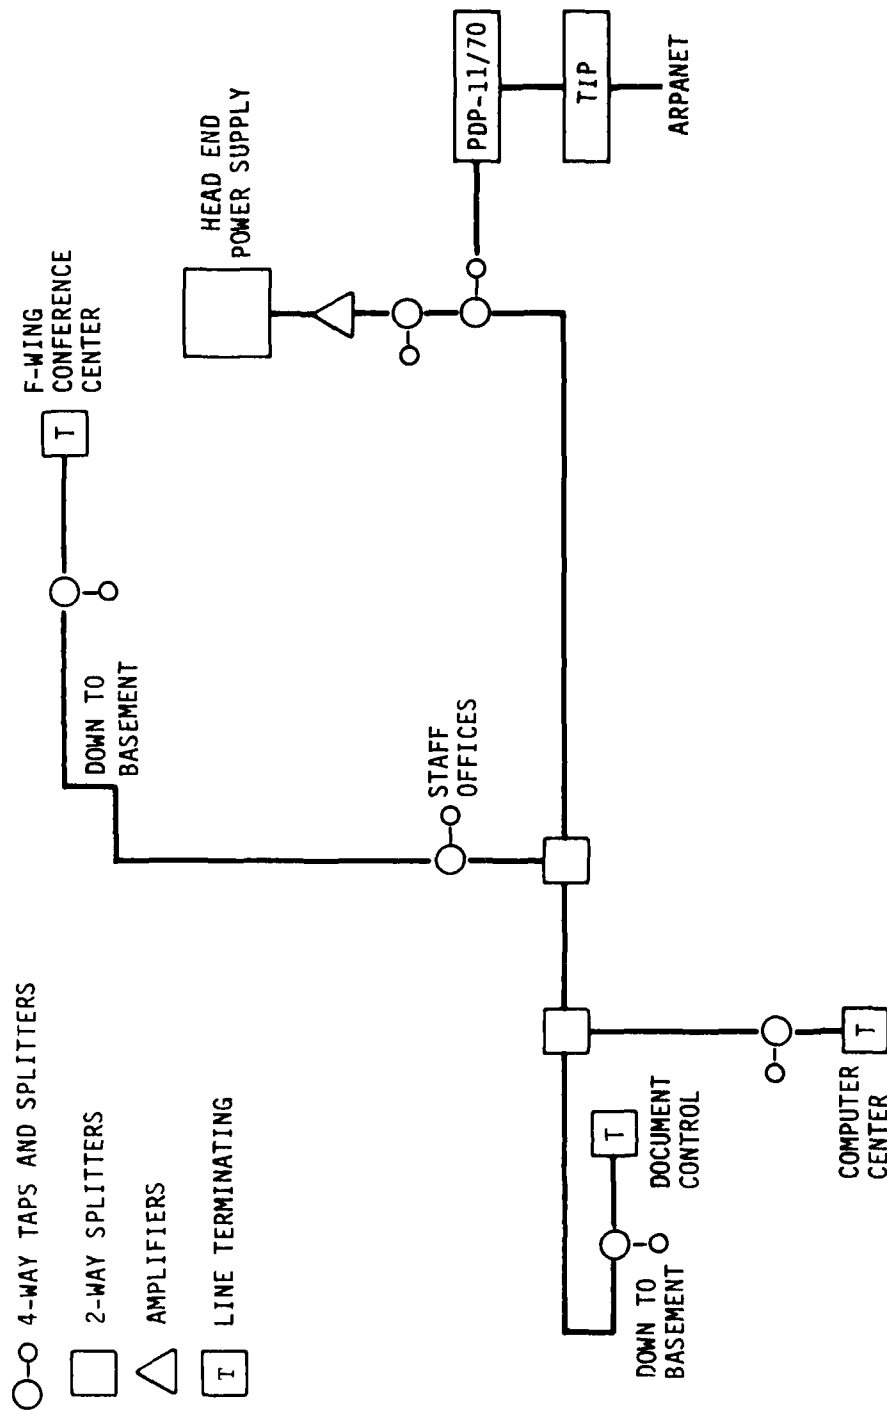 4-WAY TAPS AND SPLITTERS
2-WAY SPLITTERS
AMPLIFIERS
T
LINE TERMINATING
F-WING
CONFERENCE
CENTER
T
DOWN TO
BASEMENT
HEAD END
POWER SUPPLY
STAFF
OFFICES
PDP-11/70
TIP
ARPANET
T
DOCUMENT
CONTROL
DOWN TO
BASEMENT
T
COMPUTER
CENTER